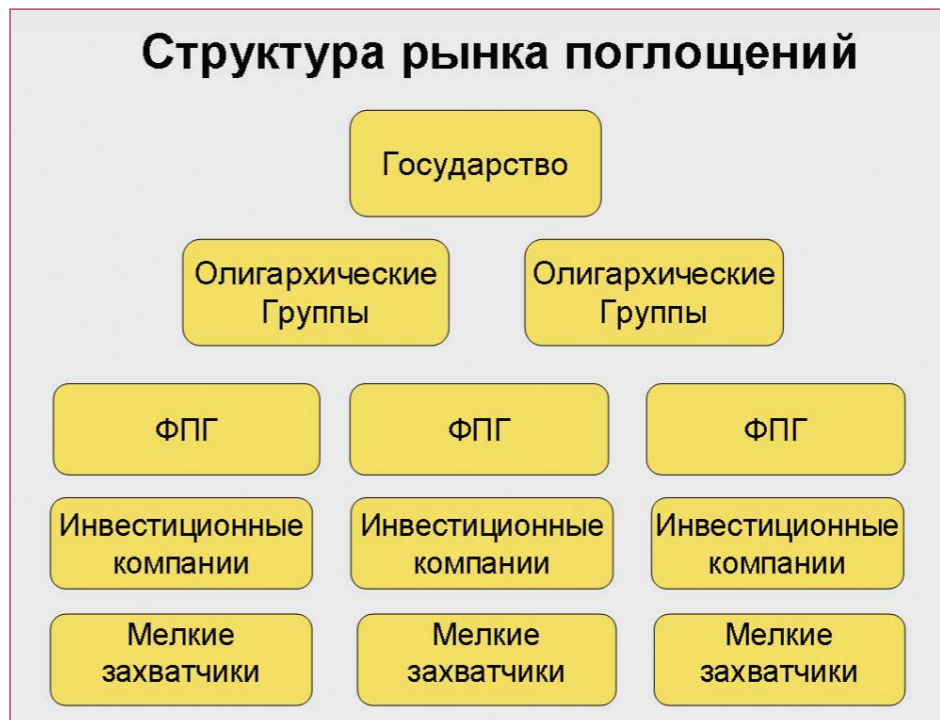 Структура рынка поглощений
Государство
Олигархические
Группы
Олигархические
Группы
ФПГ
ФПГ
ФПГ
Инвестиционные
компании
Инвестиционные
компании
Инвестиционные
компании
Мелкие
захватчики
Мелкие
захватчики
Мелкие
захватчики